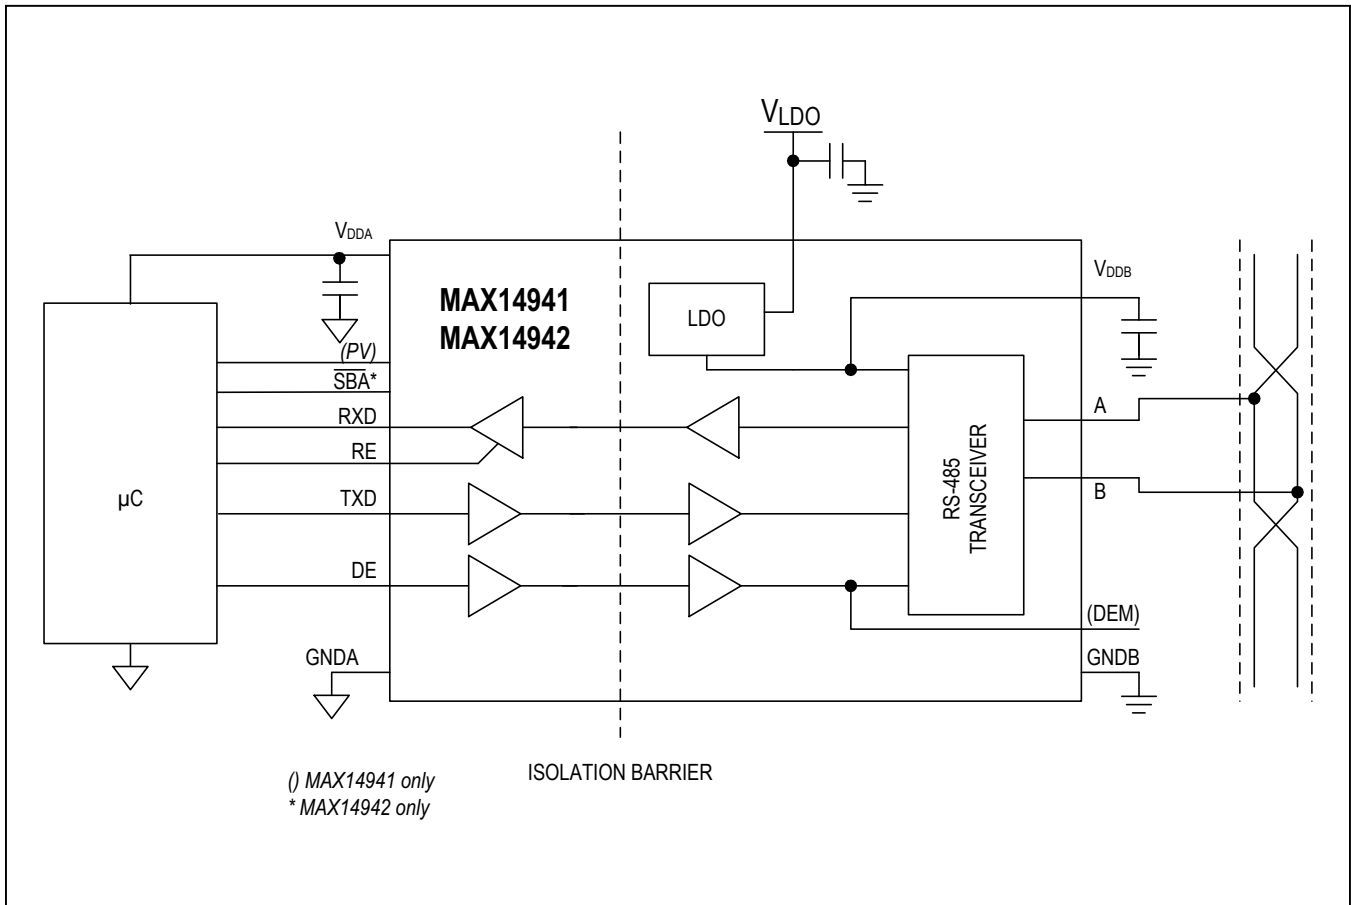 VLDO
VDDA
VDDB
MAX14941
MAX14942
LDO
(PV)
S̅B̅A̅*
RXD
RE
TXD
DE
µC
A
B
RS-485
TRANSCEIVER
(DEM)
GNDA
GNDB
() MAX14941 only
* MAX14942 only
ISOLATION BARRIER